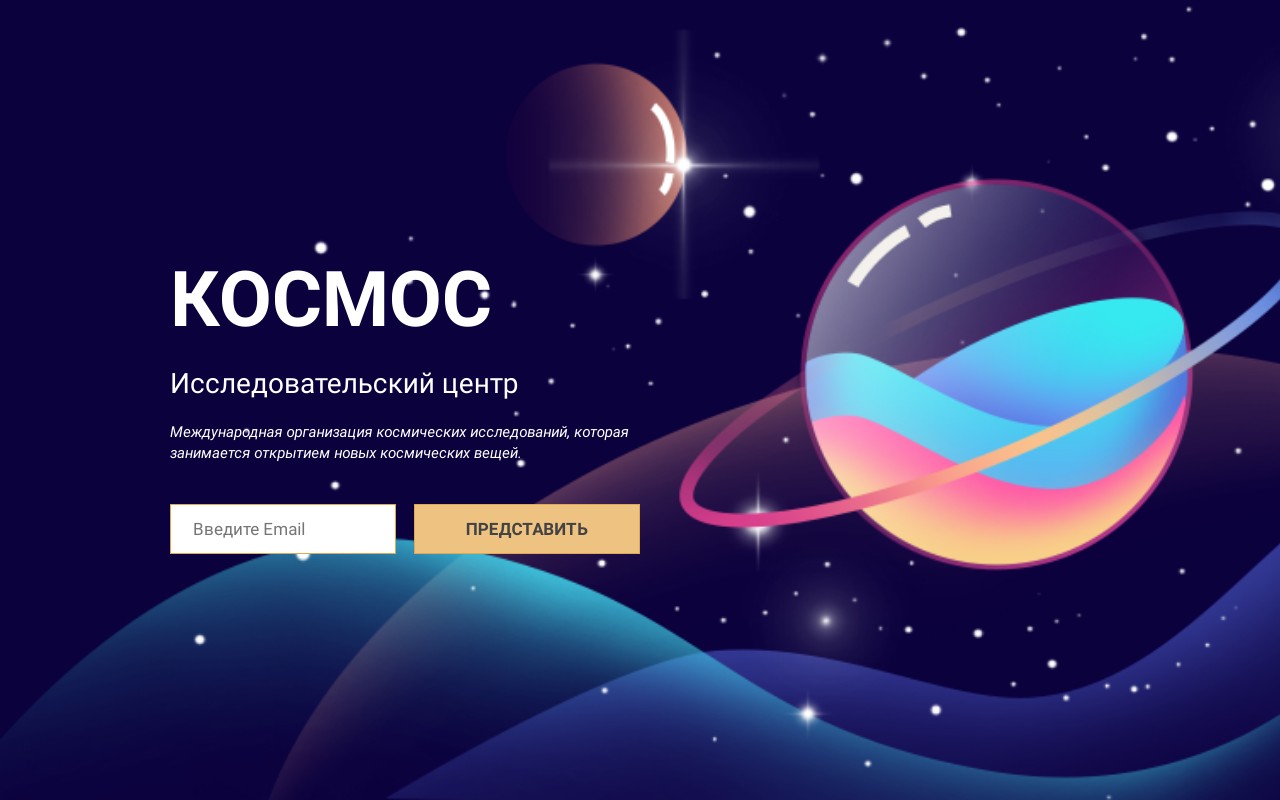 КОСМОС
Исследовательский центр
Международная организация космических исследований, которая
занимается открытием новых космических вещей.
Введите Email
ПРЕДСТАВИТЬ